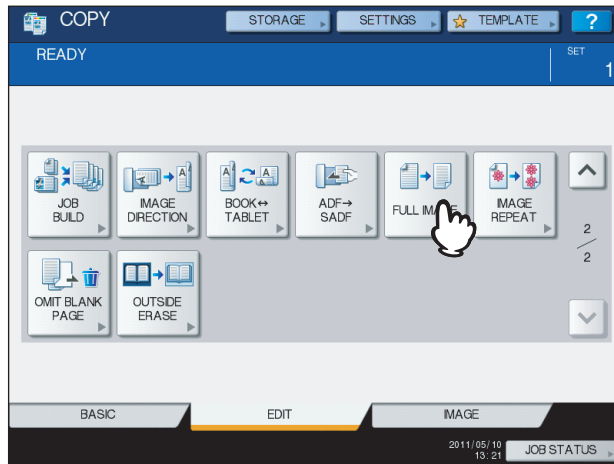 COPY
STORAGE
SETTINGS
TEMPLATE
?
READY
SET
1
JOB
BUILD
IMAGE
DIRECTION
BOOK↔
TABLET
ADF→
SADF
FULL IMAGE
IMAGE
REPEAT
2
2
OMIT BLANK
PAGE
OUTSIDE
ERASE
BASIC
EDIT
IMAGE
2011/05/10
13:21
JOB STATUS